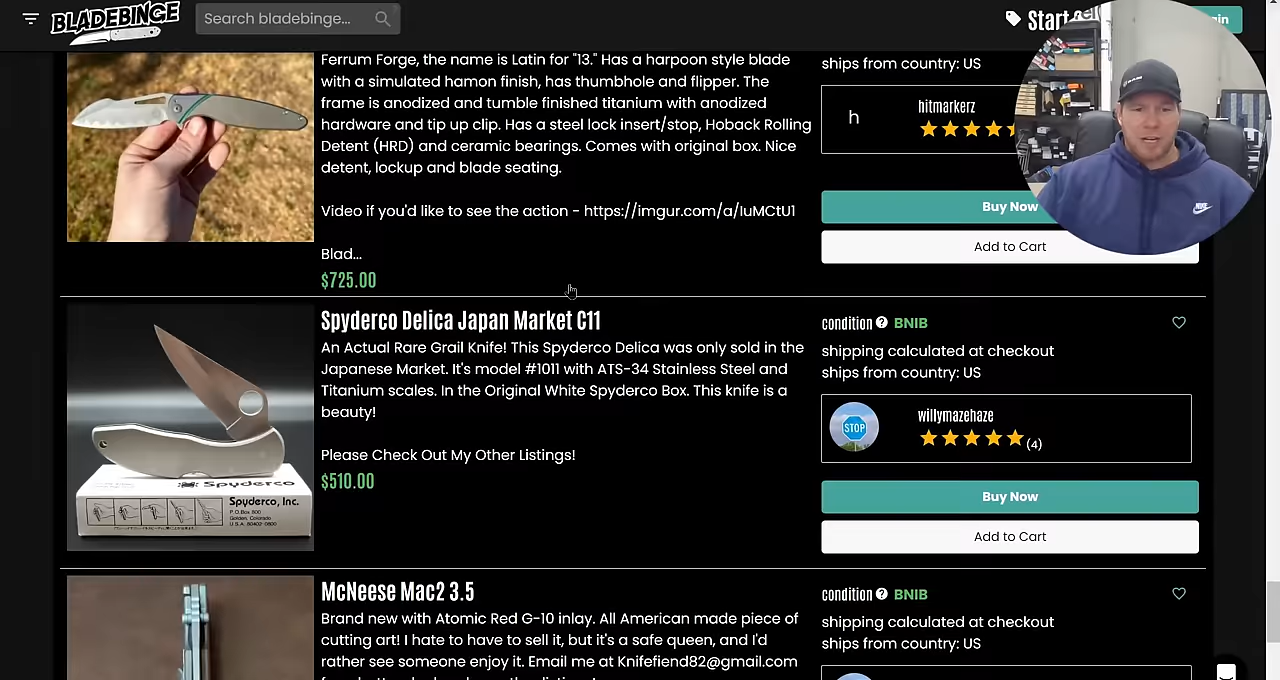 BLADEBINGE
Search bladebinge...
Start
Ferrum Forge, the name is Latin for "13." Has a harpoon style blade
with a simulated hamon finish, has thumbhole and flipper. The
frame is anodized and tumble finished titanium with anodized
hardware and tip up clip. Has a steel lock insert/stop, Hoback Rolling
Detent (HRD) and ceramic bearings. Comes with original box. Nice
detent, lockup and blade seating.
Video if you'd like to see the action - https://imgur.com/a/IuMCtU1
Blad...
$725.00
ships from country: US
h
hitmarkerz
Buy Now
Add to Cart
Spyderco Delica Japan Market C11
An Actual Rare Grail Knife! This Spyderco Delica was only sold in the
Japanese Market. It's model #1011 with ATS-34 Stainless Steel and
Titanium scales. In the Original White Spyderco Box. This knife is a
beauty!
Please Check Out My Other Listings!
$510.00
Spyderco
Spyderco, Inc.
P.O. Box 800
Golden, Colorado
U.S.A. 80402-0800
condition ? BNIB
shipping calculated at checkout
ships from country: US
STOP
willymazehaze
(4)
Buy Now
Add to Cart
McNeese Mac2 3.5
Brand new with Atomic Red G-10 inlay. All American made piece of
cutting art! I hate to have to sell it, but it's a safe queen, and I'd
rather see someone enjoy it. Email me at Knifefiend82@gmail.com
condition ? BNIB
shipping calculated at checkout
ships from country: US